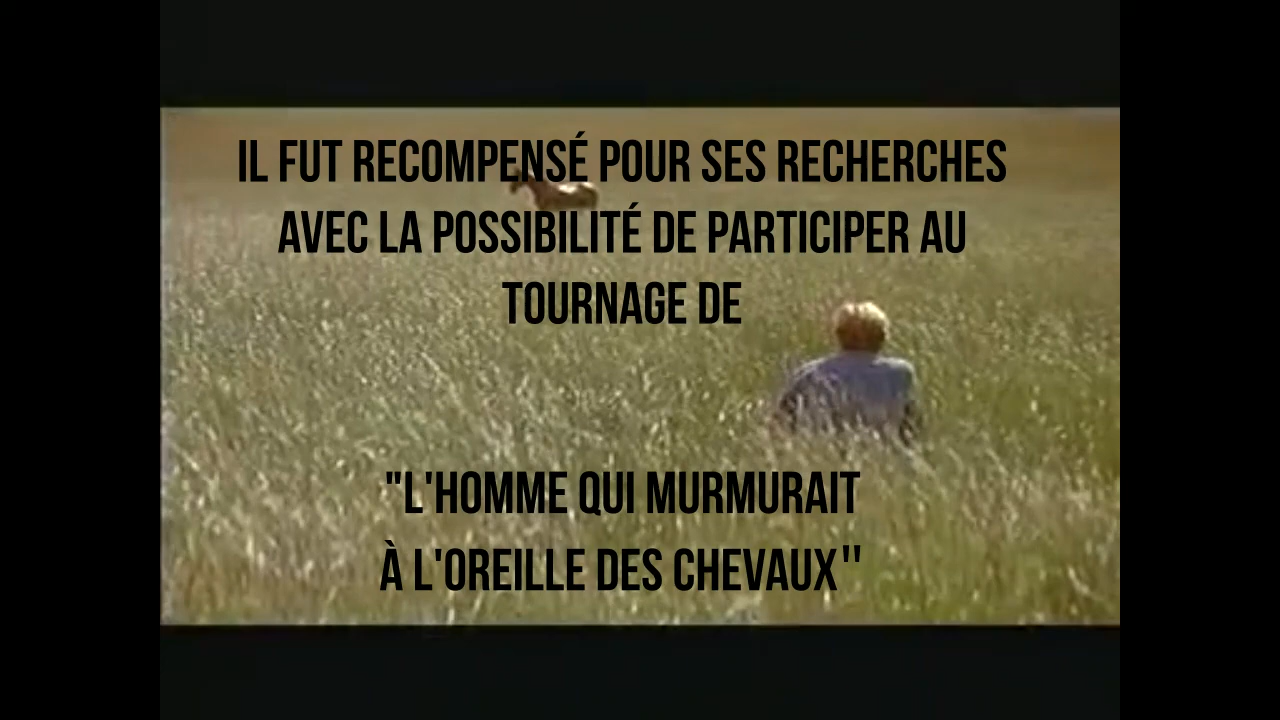 IL FUT RECOMPENSÉ POUR SES RECHERCHES
AVEC LA POSSIBILITÉ DE PARTICIPER AU
TOURNAGE DE
"L'HOMME QUI MURMURAIT
À L'OREILLE DES CHEVAUX"